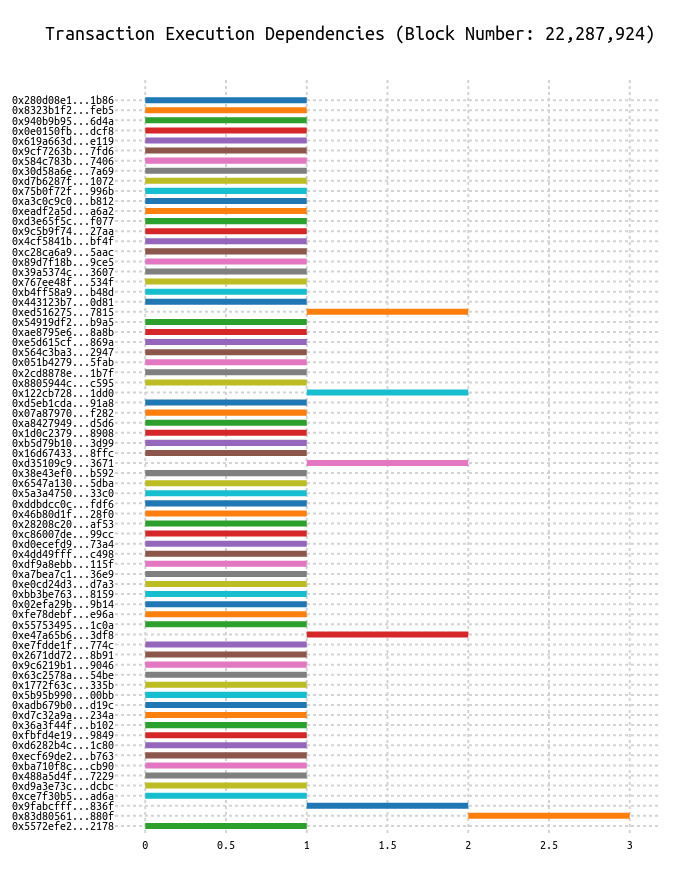 Transaction Execution Dependencies (Block Number: 22,287,924)
0x280d08e1...1b86
0x8323b1f2...feb5
0x940b9b95...6d4a
0x0e0150fb...dcf8
0x619a663d...e119
0x9cf7263b...7fd6
0x584c783b...7406
0x30d58a6e...7a69
0xd7b6287f...1072
0x75b0f72f...996b
0xa3c0c9c0...b812
0xeadf2a5d...a6a2
0xd3e65f5c...f077
0x9c5b9f74...27aa
0x4cf5841b...bf4f
0xc28ca6a9...5aac
0x89d7f18b...9ce5
0x39a5374c...3607
0x767ee48f...534f
0xb4ff58a9...b48d
0x443123b7...0d81
0xed516275...7815
0x54919df2...b9a5
0xae8795e6...8a8b
0xe5d615cf...869a
0x564c3ba3...2947
0x051b4279...5fab
0x2cd8878e...1b7f
0x8805944c...c595
0x122cb728...1dd0
0xd5eb1cda...91a8
0x07a87970...f282
0xa8427949...d5d6
0x1d0c2379...8908
0xb5d79b10...3d99
0x16d67433...8ffc
0xd35109c9...3671
0x38e43ef0...b592
0x6547a130...5dba
0x5a3a4750...33c0
0xddbdcc0c...fdf6
0x46b80d1f...28f0
0x28208c20...af53
0xc86007de...99cc
0xd0ecefd9...73a4
0x4dd49fff...c498
0xdf9a8ebb...115f
0xa7bea7c1...36e9
0xe0cd24d3...d7a3
0xbb3be763...8159
0x02efa29b...9b14
0xfe78debf...e96a
0x55753495...1c0a
0xe47a65b6...3df8
0xe7fdde1f...774c
0x2671dd72...8b91
0x9c6219b1...9046
0x63c2578a...54be
0x1772f63c...335b
0x5b95b990...00bb
0xadb679b0...d19c
0xd7c32a9a...234a
0x36a3f44f...b102
0xfbfd4e19...9849
0xd6282b4c...1c80
0xecf69de2...b763
0xba710f8c...cb90
0x488a5d4f...7229
0xd9a3e73c...dcbc
0xce7f30b5...ad6a
0x9fabcfff...836f
0x83d80561...880f
0x5572efe2...2178
0 0.5 1 1.5 2 2.5 3